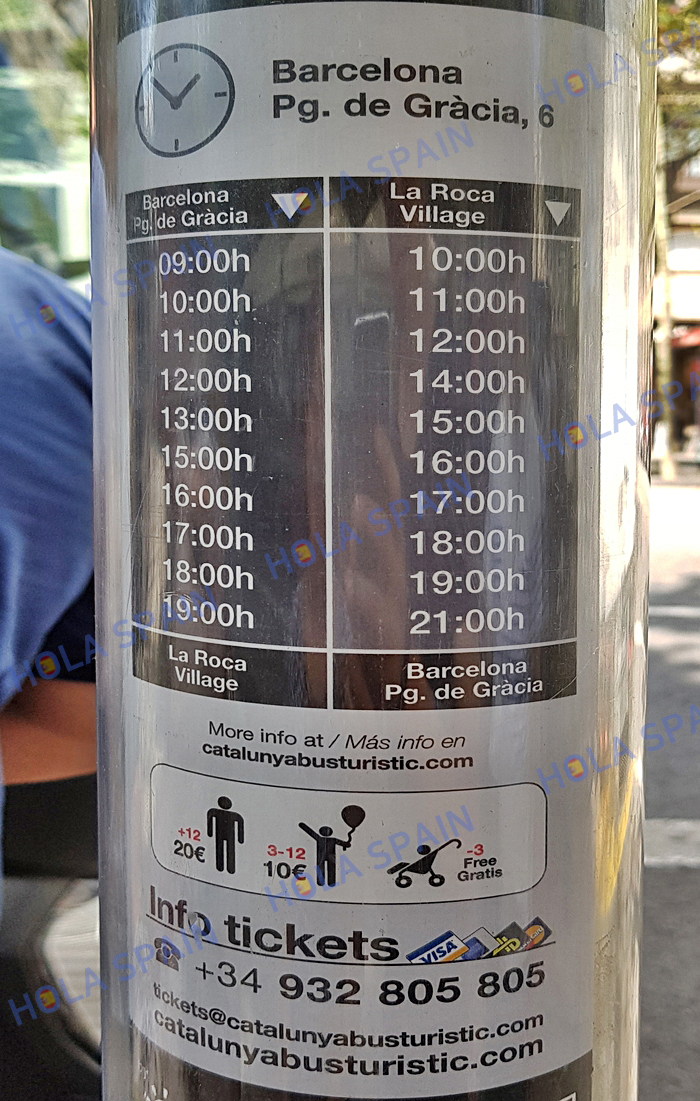 Barcelona
Pg. de Gràcia, 6
Barcelona
Pg. de Gràcia
La Roca
Village
09:00h 10:00h
10:00h 11:00h
11:00h 12:00h
12:00h 14:00h
13:00h 15:00h
15:00h 16:00h
16:00h 17:00h
17:00h 18:00h
18:00h 19:00h
19:00h 21:00h
La Roca
Village
Barcelona
Pg. de Gràcia
More info at / Más info en
catalunyabusturistic.com
+12
20€
3-12
10€
-3
Free
Gratis
Info tickets
VISA
+34 932 805 805
tickets@catalunyabusturistic.com
catalunyabusturistic.com
HOLA SPAIN